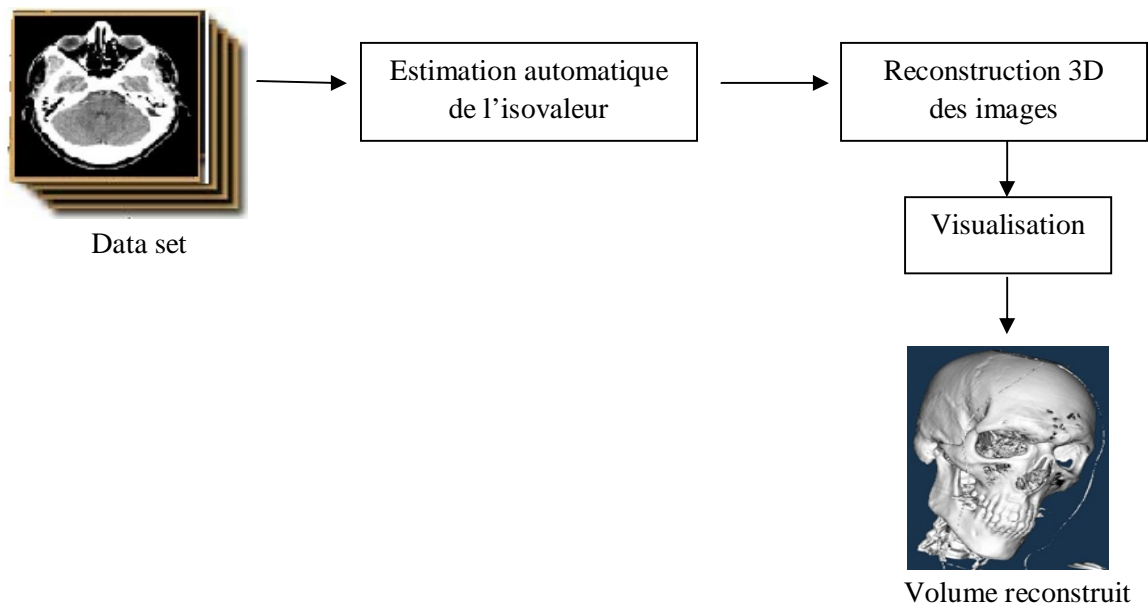 Data set
Estimation automatique
de l’isovaleur
Reconstruction 3D
des images
Visualisation
Volume reconstruit